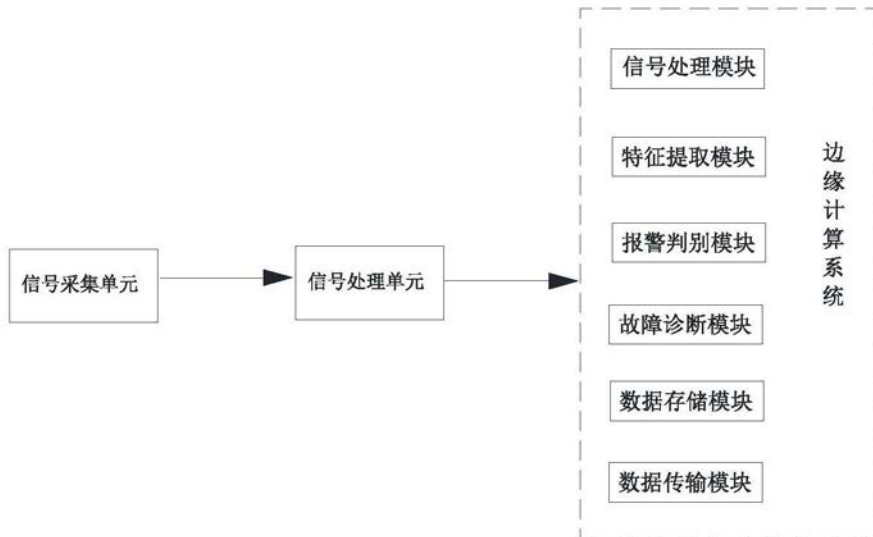 信号采集单元
信号处理单元
信号处理模块
特征提取模块
报警判别模块
故障诊断模块
数据存储模块
数据传输模块
边缘计算系统